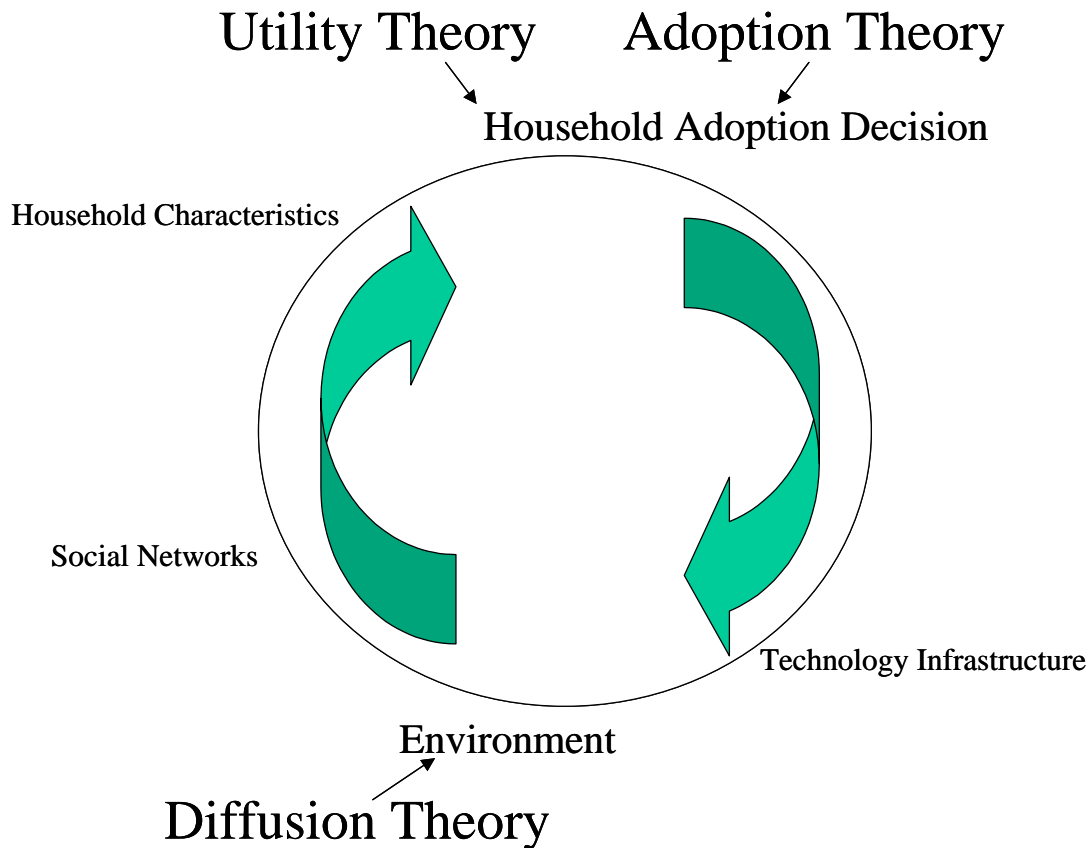 Utility Theory
Adoption Theory
Household Adoption Decision
Household Characteristics
Social Networks
Technology Infrastructure
Environment
Diffusion Theory